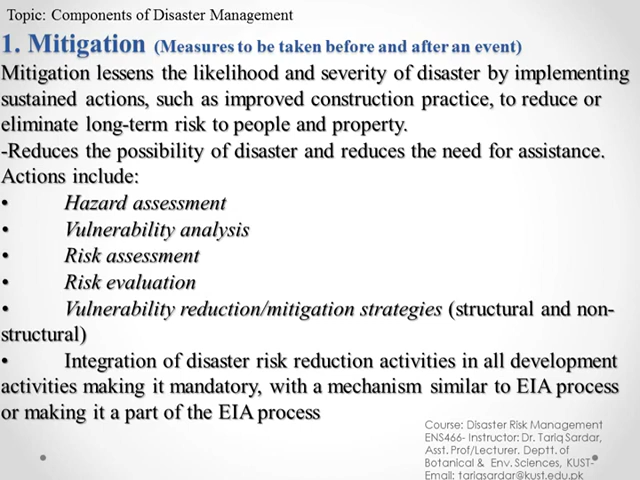 Topic: Components of Disaster Management
1. Mitigation (Measures to be taken before and after an event)
Mitigation lessens the likelihood and severity of disaster by implementing
sustained actions, such as improved construction practice, to reduce or
eliminate long-term risk to people and property.
-Reduces the possibility of disaster and reduces the need for assistance.
Actions include:
• Hazard assessment
• Vulnerability analysis
• Risk assessment
• Risk evaluation
• Vulnerability reduction/mitigation strategies (structural and non-
structural)
• Integration of disaster risk reduction activities in all development
activities making it mandatory, with a mechanism similar to EIA process
or making it a part of the EIA process
Course: Disaster Risk Management
ENS466- Instructor: Dr. Tariq Sardar,
Asst. Prof/Lecturer. Deptt. of
Botanical & Env. Sciences, KUST-
Email: tariqsardar@kust.edu.pk